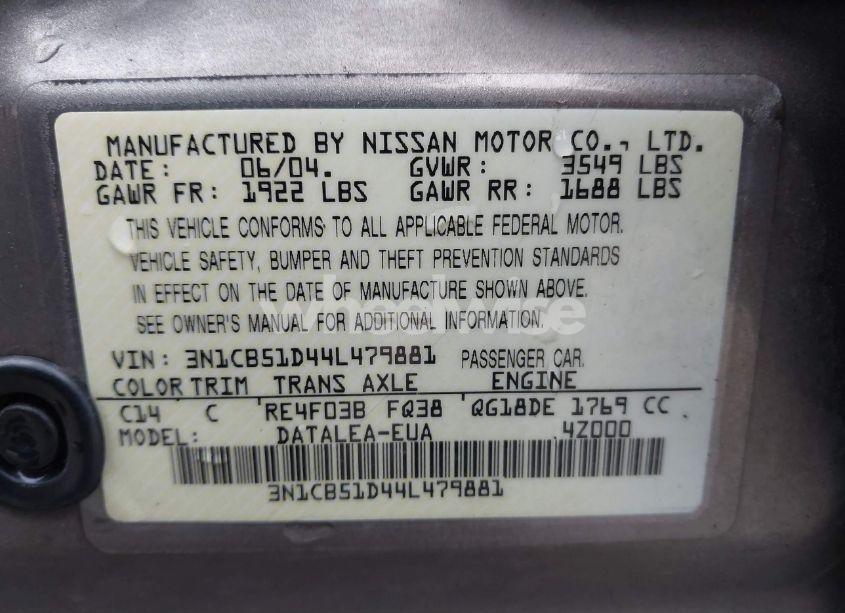 MANUFACTURED BY NISSAN MOTOR CO., LTD.
DATE: 06/04. GVWR: 3549 LBS
GAWR FR: 1922 LBS GAWR RR: 1688 LBS
THIS VEHICLE CONFORMS TO ALL APPLICABLE FEDERAL MOTOR.
VEHICLE SAFETY, BUMPER AND THEFT PREVENTION STANDARDS
IN EFFECT ON THE DATE OF MANUFACTURE SHOWN ABOVE.
SEE OWNER'S MANUAL FOR ADDITIONAL INFORMATION.
VIN: 3N1CB51D44L479881 PASSENGER CAR.
COLOR TRIM TRANS AXLE ENGINE
C14 C RE4F03B FQ38 QG18DE 1769 CC
MODEL: DATALEA-EUA 4Z000
3N1CB51D44L479881